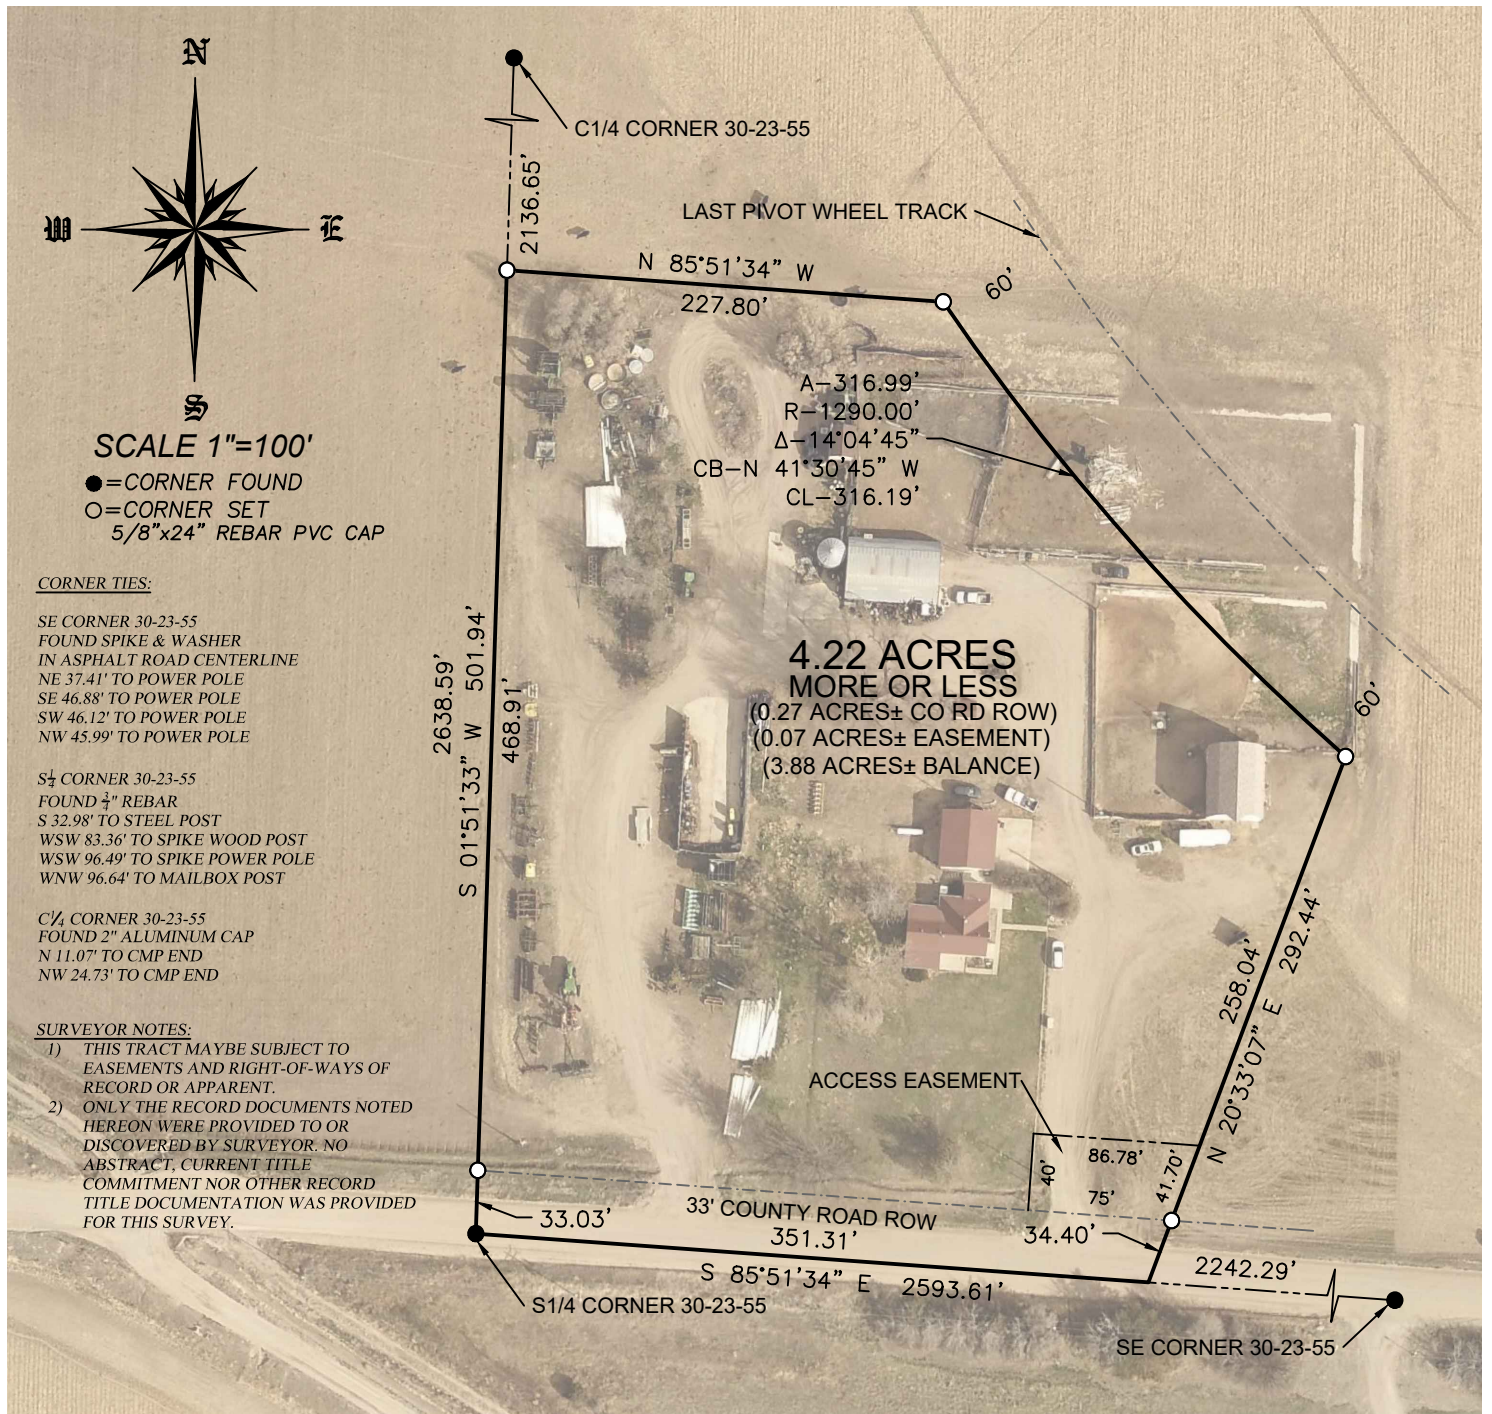 N
W
E
S
SCALE 1"=100'
●=CORNER FOUND
○=CORNER SET
5/8"x24" REBAR PVC CAP
CORNER TIES:
SE CORNER 30-23-55
FOUND SPIKE & WASHER
IN ASPHALT ROAD CENTERLINE
NE 37.41' TO POWER POLE
SE 46.88' TO POWER POLE
SW 46.12' TO POWER POLE
NW 45.99' TO POWER POLE
S¼ CORNER 30-23-55
FOUND ¾" REBAR
S 32.98' TO STEEL POST
WSW 83.36' TO SPIKE WOOD POST
WSW 96.49' TO SPIKE POWER POLE
WNW 96.64' TO MAILBOX POST
C¼ CORNER 30-23-55
FOUND 2" ALUMINUM CAP
N 11.07' TO CMP END
NW 24.73' TO CMP END
SURVEYOR NOTES:
1) THIS TRACT MAYBE SUBJECT TO
EASEMENTS AND RIGHT-OF-WAYS OF
RECORD OR APPARENT.
2) ONLY THE RECORD DOCUMENTS NOTED
HEREON WERE PROVIDED TO OR
DISCOVERED BY SURVEYOR. NO
ABSTRACT, CURRENT TITLE
COMMITMENT NOR OTHER RECORD
TITLE DOCUMENTATION WAS PROVIDED
FOR THIS SURVEY.
C1/4 CORNER 30-23-55
2136.65'
LAST PIVOT WHEEL TRACK
N 85°51'34" W
227.80'
60'
A-316.99'
R-1290.00'
Δ-14°04'45"
CB-N 41°30'45" W
CL-316.19'
2638.59'
S 01°51'33" W 501.94'
468.91'
4.22 ACRES
MORE OR LESS
(0.27 ACRES± CO RD ROW)
(0.07 ACRES± EASEMENT)
(3.88 ACRES± BALANCE)
60'
258.04'
292.44'
N 20°33'07" E
ACCESS EASEMENT
86.78'
40'
75'
41.70'
33.03'
33' COUNTY ROAD ROW
351.31'
34.40'
S 85°51'34" E 2593.61'
2242.29'
S1/4 CORNER 30-23-55
SE CORNER 30-23-55